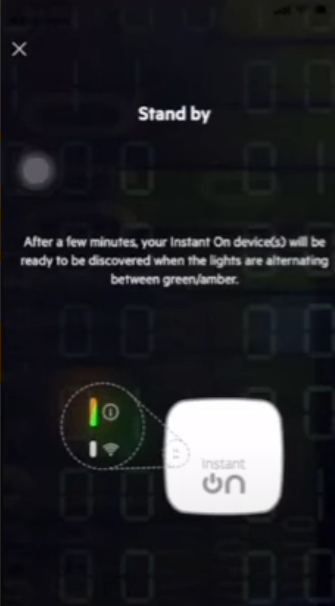 Stand by
After a few minutes, your Instant On device(s) will be
ready to be discovered when the lights are alternating
between green/amber.
Instant
on